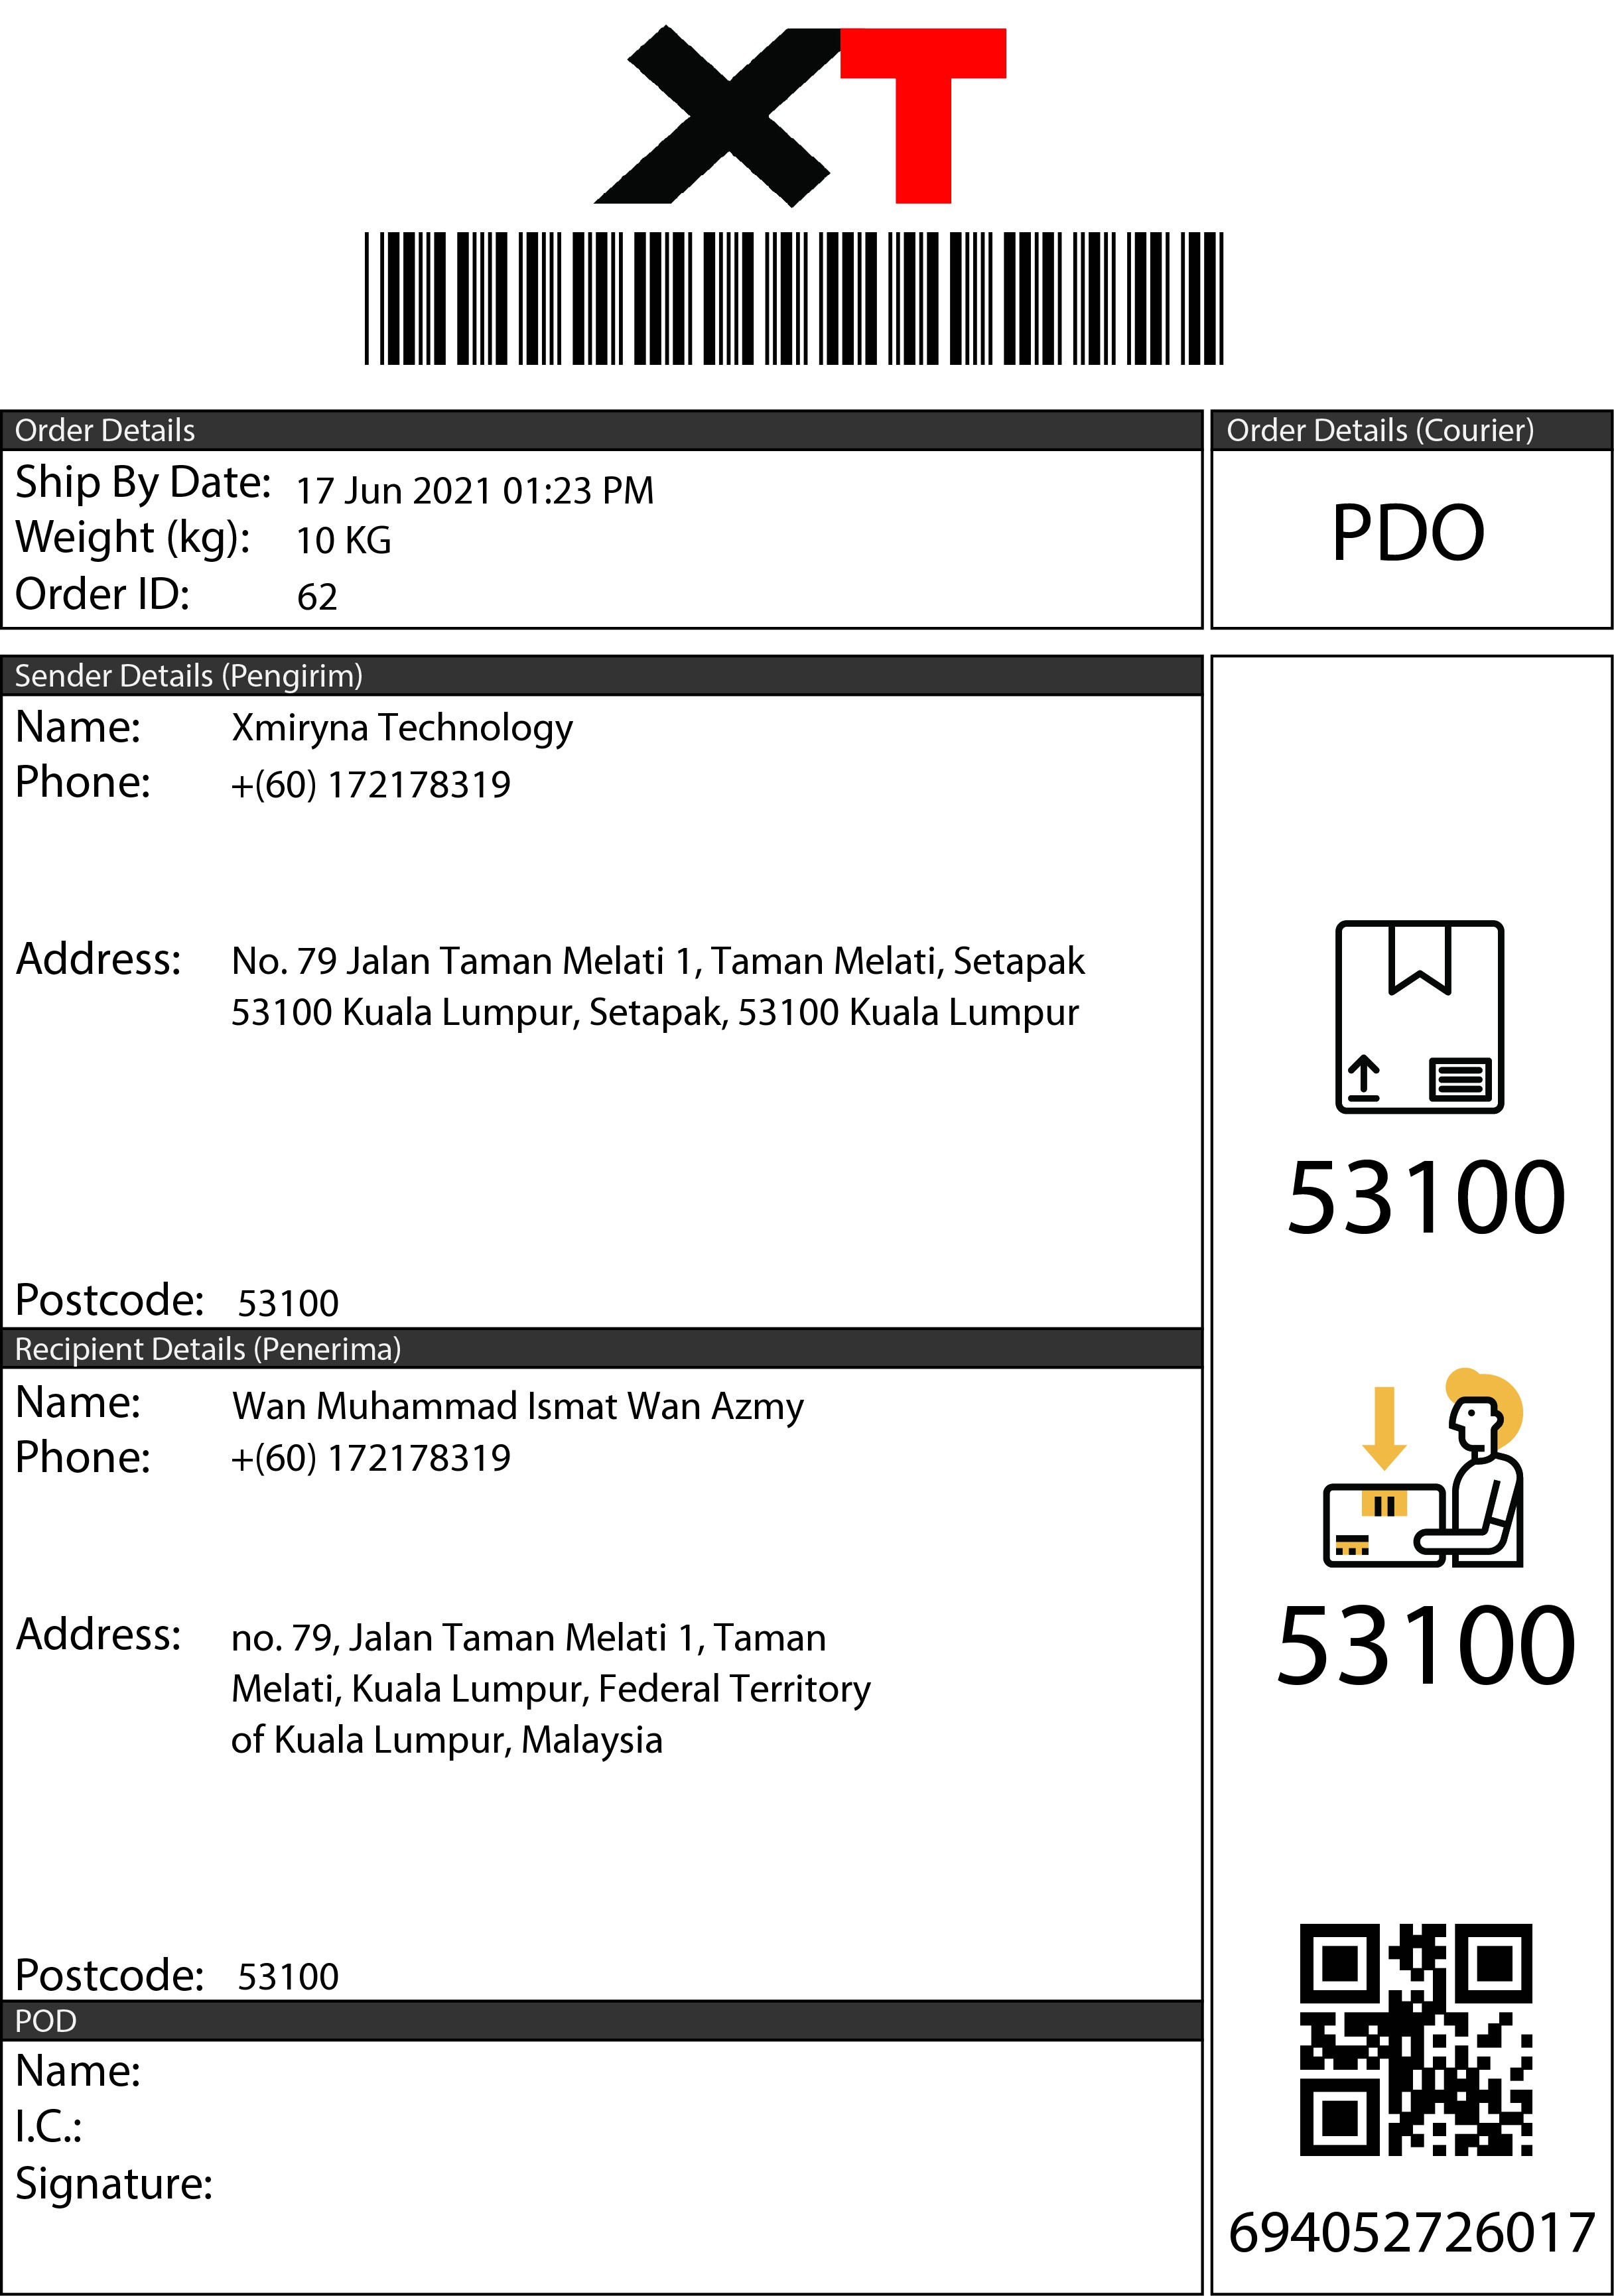 XT
Order Details
Ship By Date: 17 Jun 2021 01:23 PM
Weight (kg): 10 KG
Order ID: 62
Order Details (Courier)
PDO
Sender Details (Pengirim)
Name: Xmiryna Technology
Phone: +(60) 172178319
Address: No. 79 Jalan Taman Melati 1, Taman Melati, Setapak
53100 Kuala Lumpur, Setapak, 53100 Kuala Lumpur
Postcode: 53100
53100
Recipient Details (Penerima)
Name: Wan Muhammad Ismat Wan Azmy
Phone: +(60) 172178319
Address: no. 79, Jalan Taman Melati 1, Taman
Melati, Kuala Lumpur, Federal Territory
of Kuala Lumpur, Malaysia
Postcode: 53100
53100
POD
Name:
I.C.:
Signature:
694052726017